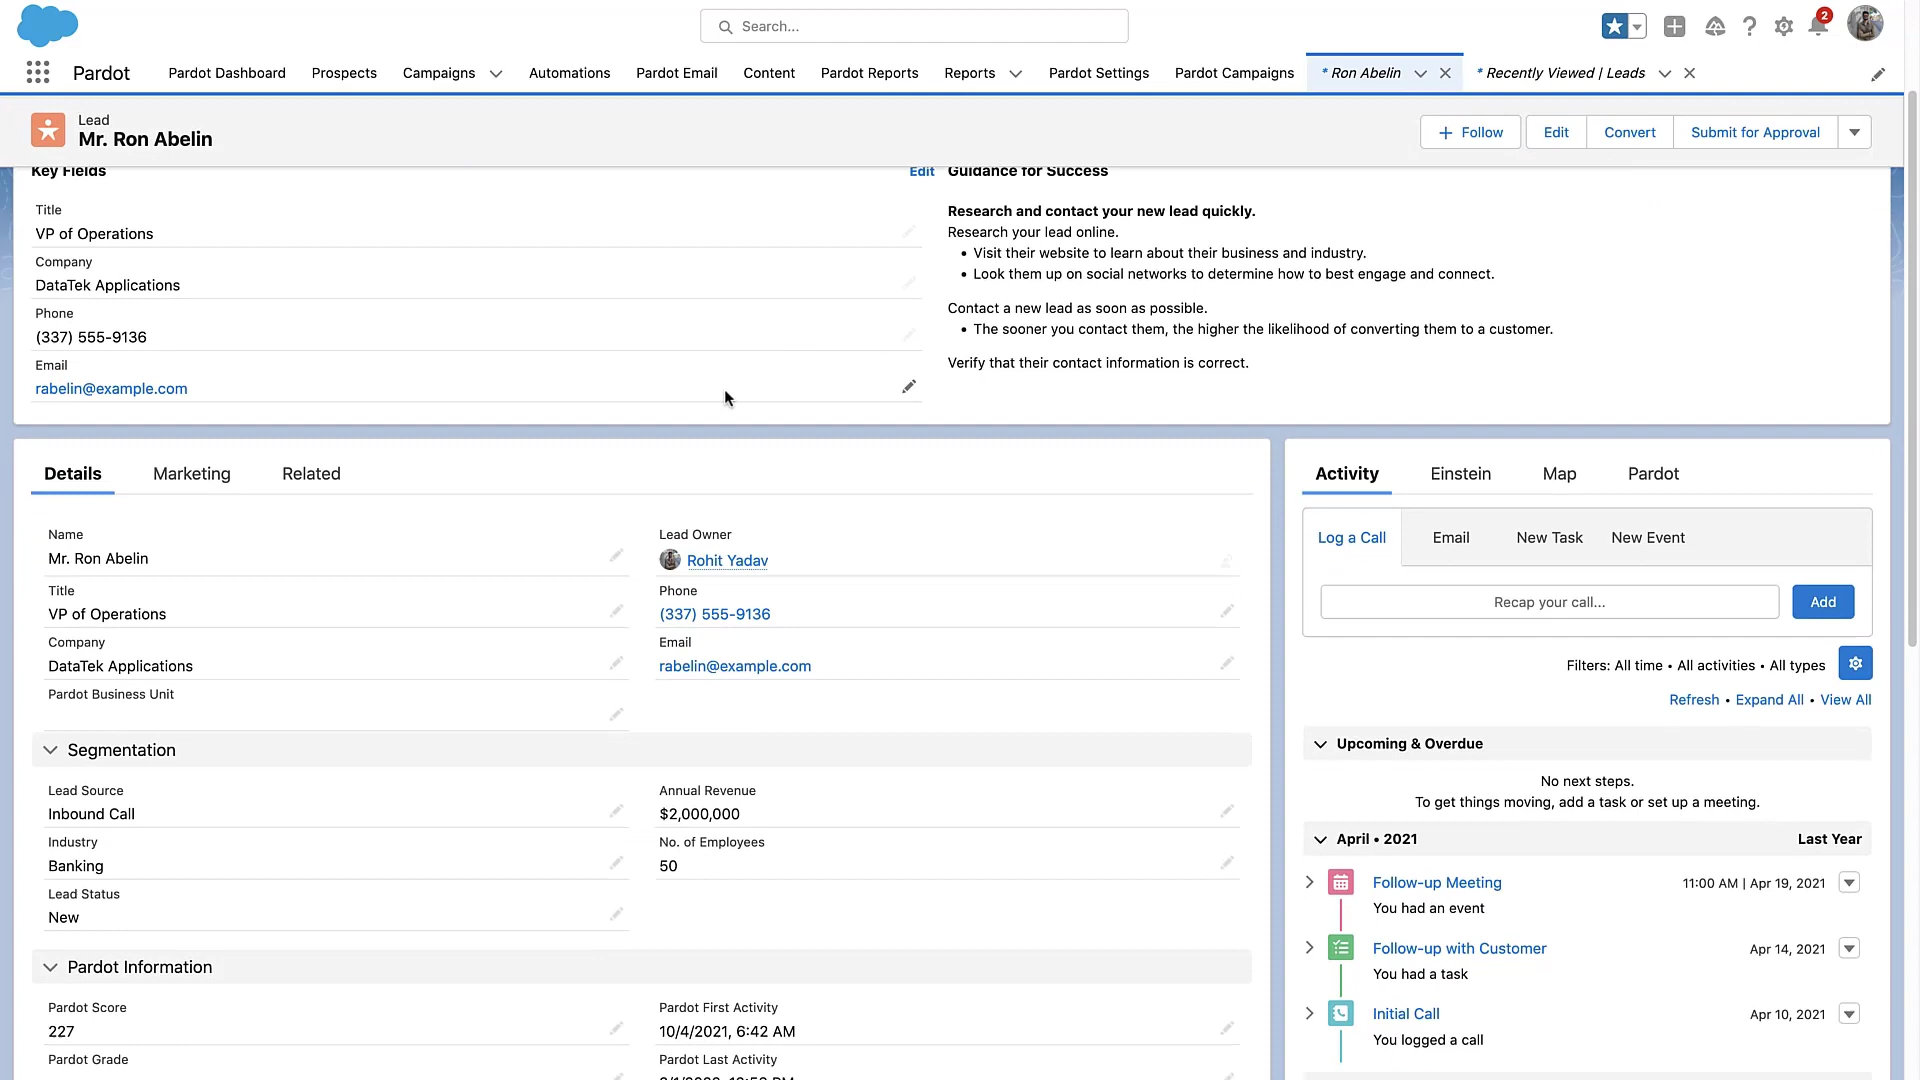 Search...
2
Pardot
Pardot Dashboard
Prospects
Campaigns
Automations
Pardot Email
Content
Pardot Reports
Reports
Pardot Settings
Pardot Campaigns
* Ron Abelin
* Recently Viewed | Leads
Lead
Mr. Ron Abelin
Follow
Edit
Convert
Submit for Approval
Key Fields
Edit
Title
VP of Operations
Company
DataTek Applications
Phone
(337) 555-9136
Email
rabelin@example.com
Guidance for Success
Research and contact your new lead quickly.
Research your lead online.
• Visit their website to learn about their business and industry.
• Look them up on social networks to determine how to best engage and connect.
Contact a new lead as soon as possible.
• The sooner you contact them, the higher the likelihood of converting them to a customer.
Verify that their contact information is correct.
Details
Marketing
Related
Name
Mr. Ron Abelin
Title
VP of Operations
Company
DataTek Applications
Pardot Business Unit
Lead Owner
Rohit Yadav
Phone
(337) 555-9136
Email
rabelin@example.com
Segmentation
Lead Source
Inbound Call
Industry
Banking
Lead Status
New
Annual Revenue
$2,000,000
No. of Employees
50
Pardot Information
Pardot Score
227
Pardot Grade
Pardot First Activity
10/4/2021, 6:42 AM
Pardot Last Activity
Activity
Einstein
Map
Pardot
Log a Call
Email
New Task
New Event
Recap your call...
Add
Filters: All time • All activities • All types
Refresh • Expand All • View All
Upcoming & Overdue
No next steps.
To get things moving, add a task or set up a meeting.
April • 2021
Last Year
Follow-up Meeting
11:00 AM | Apr 19, 2021
You had an event
Follow-up with Customer
Apr 14, 2021
You had a task
Initial Call
Apr 10, 2021
You logged a call